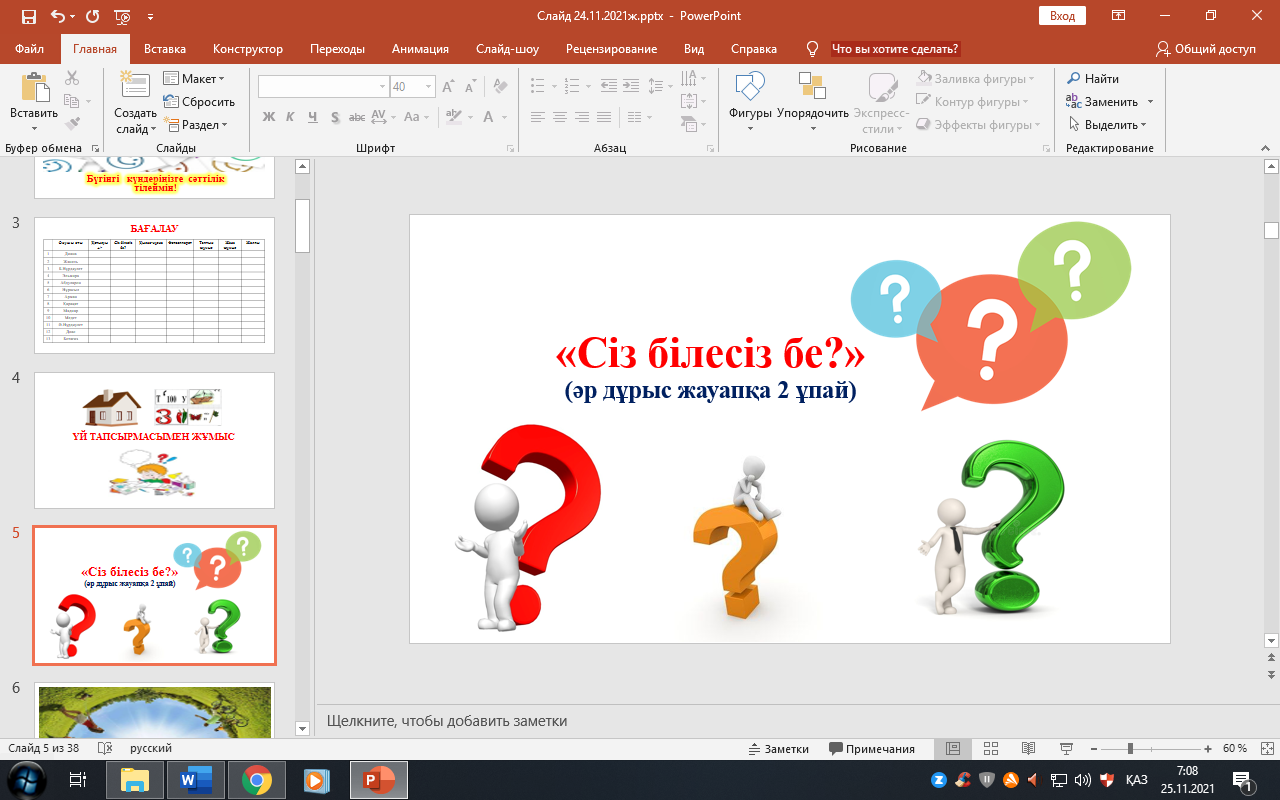 Слайд 24.11.2021ж.pptx - PowerPoint
Вход
Файл
Главная
Вставка
Конструктор
Переходы
Анимация
Слайд-шоу
Рецензирование
Вид
Справка
Что вы хотите сделать?
Общий доступ
Вставить
Создать слайд
Макет
Сбросить
Раздел
40
Ж К Ч S abc AV Aa A
Фигуры
Упорядочить
Экспресс-стили
Заливка фигуры
Контур фигуры
Эффекты фигуры
Найти
Заменить
Выделить
Буфер обмена
Слайды
Шрифт
Абзац
Рисование
Редактирование
Бүгінгі күндеріңізге сәттілік
тілеймін!
3
БАҒАЛАУ
4
ҮЙ ТАПСЫРМАСЫМЕН ЖҰМЫС
5
«Сіз білесіз бе?»
(әр дұрыс жауапқа 2 ұпай)
6
«Сіз білесіз бе?»
(әр дұрыс жауапқа 2 ұпай)
Щелкните, чтобы добавить заметки
Слайд 5 из 38
русский
Заметки
Примечания
60 %
ҚАЗ
7:08
25.11.2021